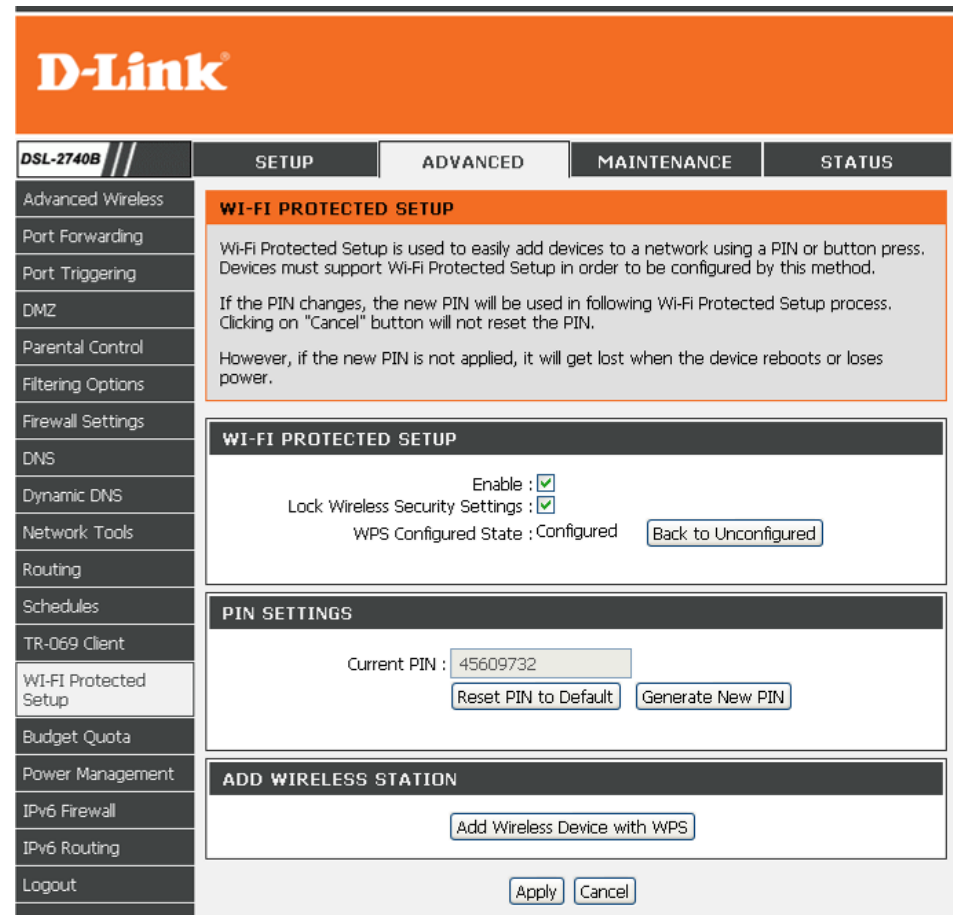 D-Link
DSL-2740B
SETUP
ADVANCED
MAINTENANCE
STATUS
Advanced Wireless
Port Forwarding
Port Triggering
DMZ
Parental Control
Filtering Options
Firewall Settings
DNS
Dynamic DNS
Network Tools
Routing
Schedules
TR-069 Client
WI-FI Protected
Setup
Budget Quota
Power Management
IPv6 Firewall
IPv6 Routing
Logout
WI-FI PROTECTED SETUP
Wi-Fi Protected Setup is used to easily add devices to a network using a PIN or button press.
Devices must support Wi-Fi Protected Setup in order to be configured by this method.
If the PIN changes, the new PIN will be used in following Wi-Fi Protected Setup process.
Clicking on "Cancel" button will not reset the PIN.
However, if the new PIN is not applied, it will get lost when the device reboots or loses
power.
WI-FI PROTECTED SETUP
Enable :
Lock Wireless Security Settings :
WPS Configured State : Configured Back to Unconfigured
PIN SETTINGS
Current PIN : 45609732
Reset PIN to Default Generate New PIN
ADD WIRELESS STATION
Add Wireless Device with WPS
Apply Cancel